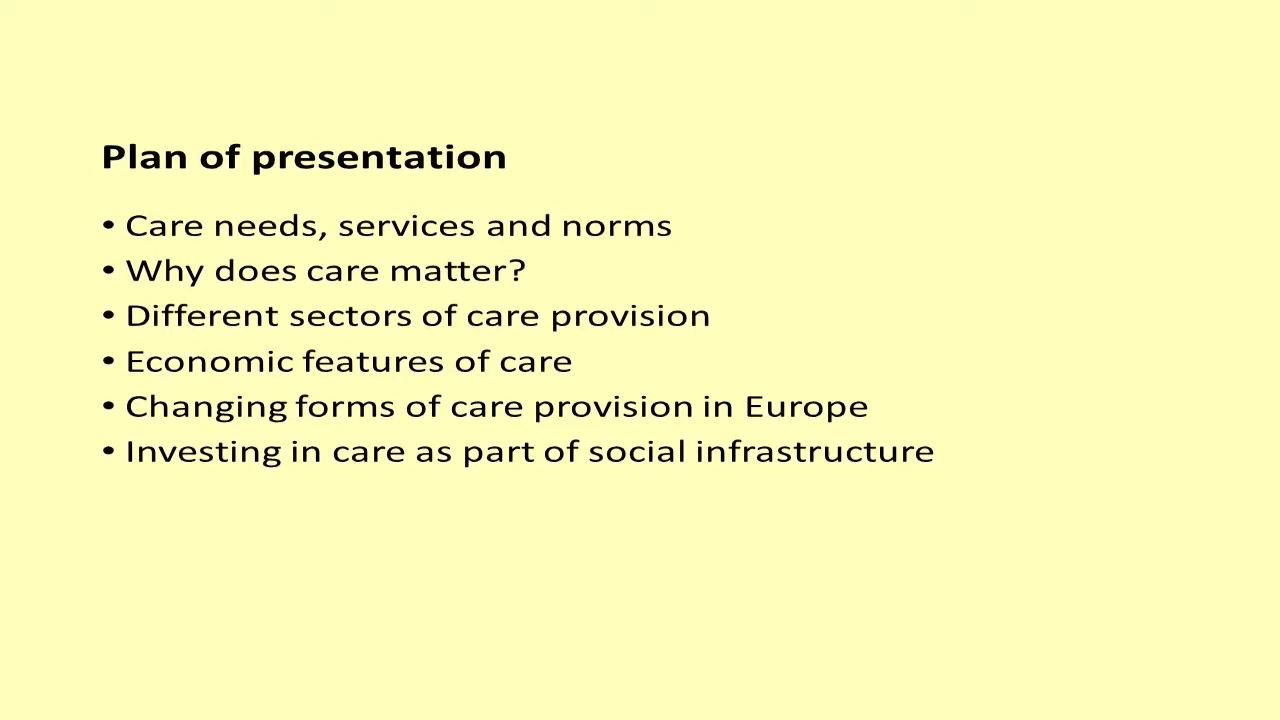 Plan of presentation
• Care needs, services and norms
• Why does care matter?
• Different sectors of care provision
• Economic features of care
• Changing forms of care provision in Europe
• Investing in care as part of social infrastructure